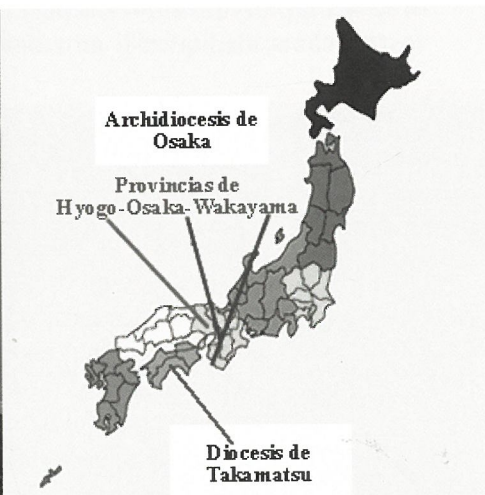 Archidiocesis de
Osaka
Provincias de
Hyogo-Osaka-Wakayama
Diocesis de
Takamatsu